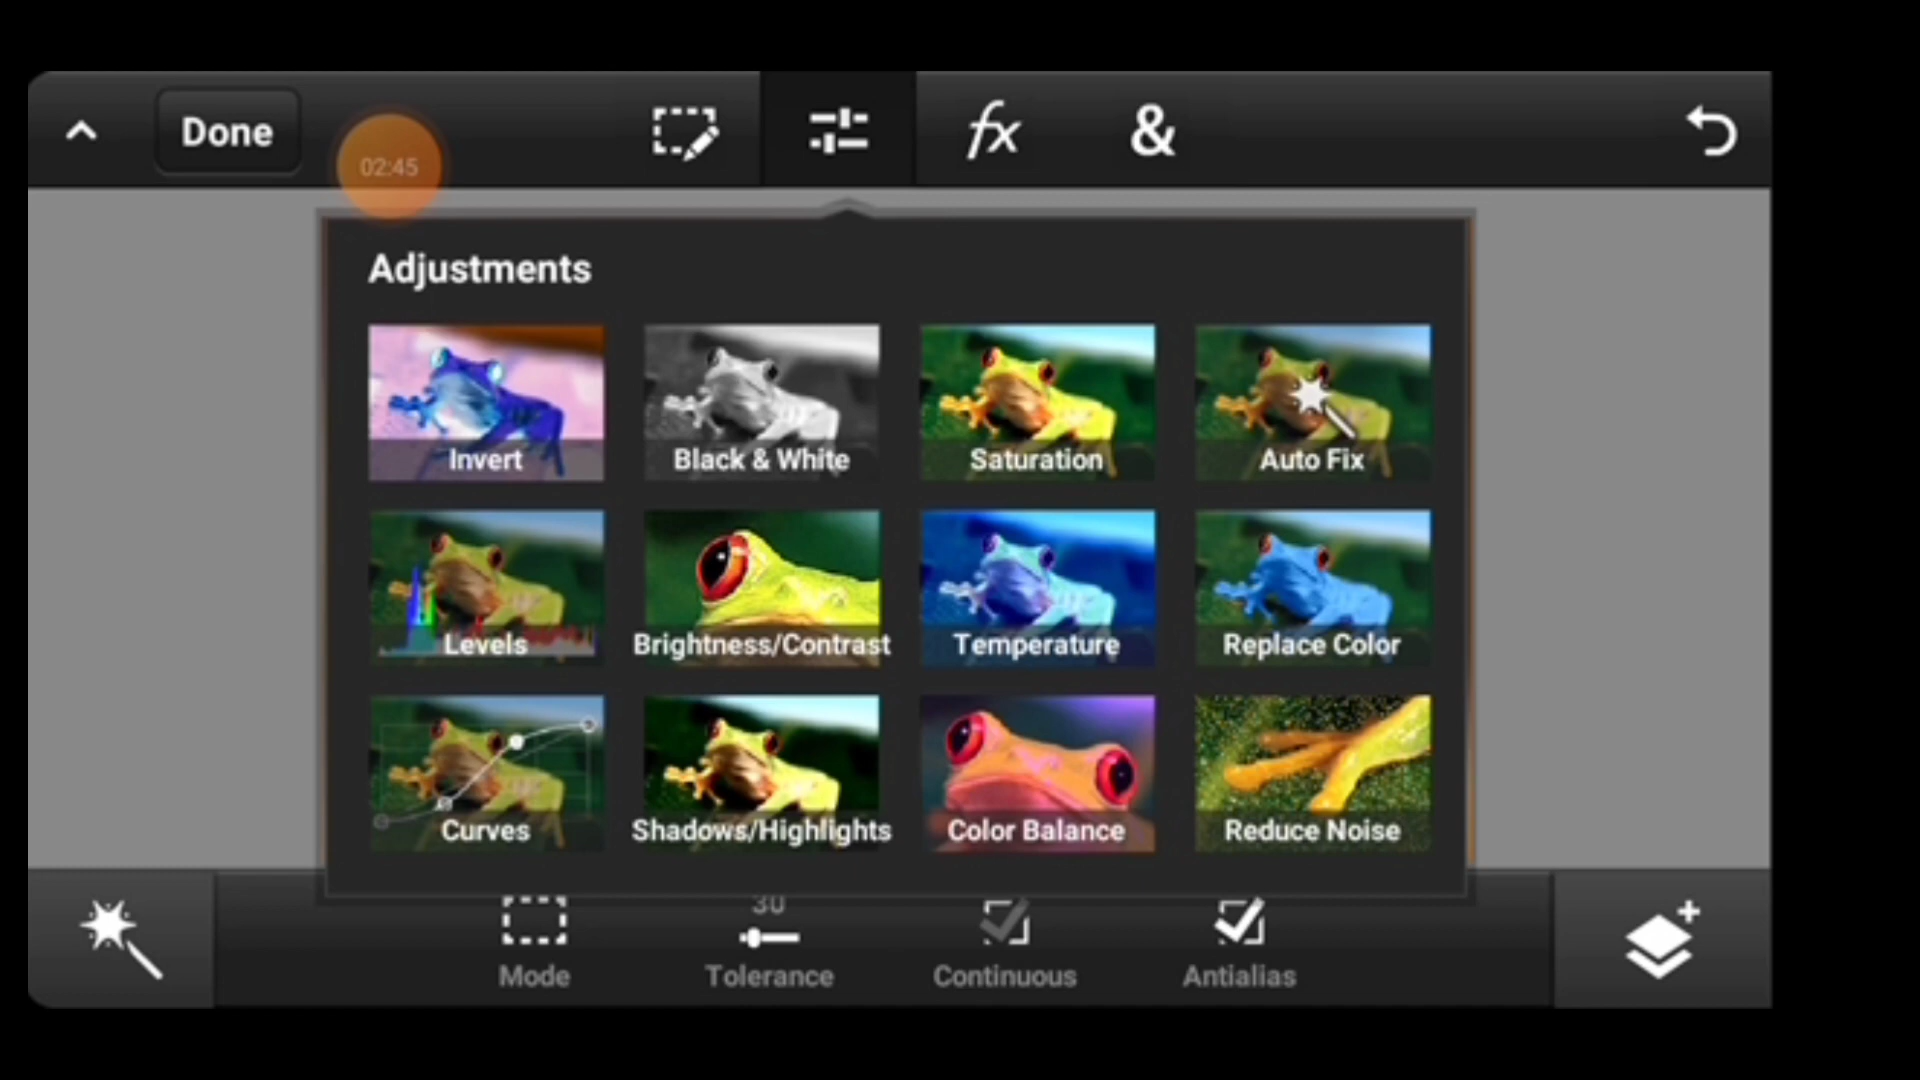 Done
02:45
fx
&
Adjustments
Invert
Black & White
Saturation
Auto Fix
Levels
Brightness/Contrast
Temperature
Replace Color
Curves
Shadows/Highlights
Color Balance
Reduce Noise
30
Mode
Tolerance
Continuous
Antialias